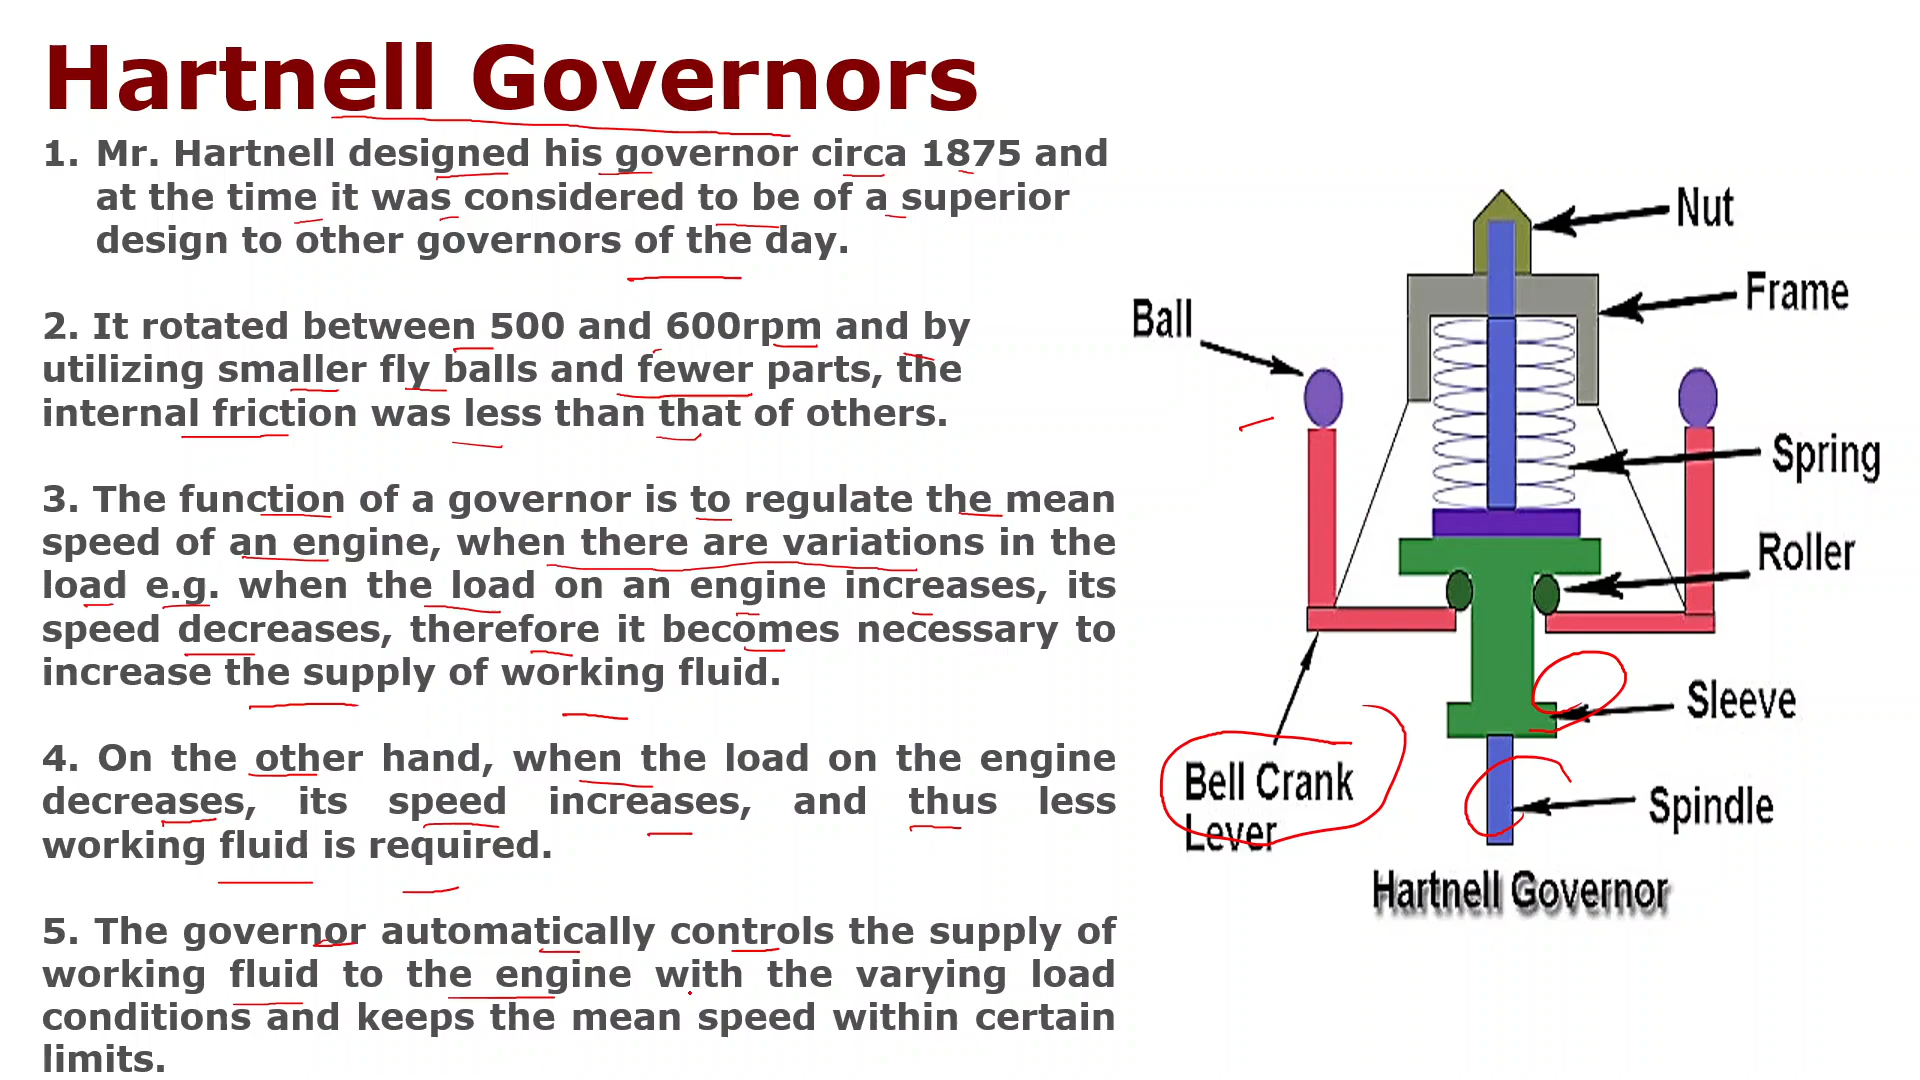 Hartnell Governors
1. Mr. Hartnell designed his governor circa 1875 and
at the time it was considered to be of a superior
design to other governors of the day.
2. It rotated between 500 and 600rpm and by
utilizing smaller fly balls and fewer parts, the
internal friction was less than that of others.
3. The function of a governor is to regulate the mean
speed of an engine, when there are variations in the
load e.g. when the load on an engine increases, its
speed decreases, therefore it becomes necessary to
increase the supply of working fluid.
4. On the other hand, when the load on the engine
decreases, its speed increases, and thus less
working fluid is required.
5. The governor automatically controls the supply of
working fluid to the engine with the varying load
conditions and keeps the mean speed within certain
limits.
Nut
Frame
Ball
Spring
Roller
Sleeve
Bell Crank
Lever
Spindle
Hartnell Governor